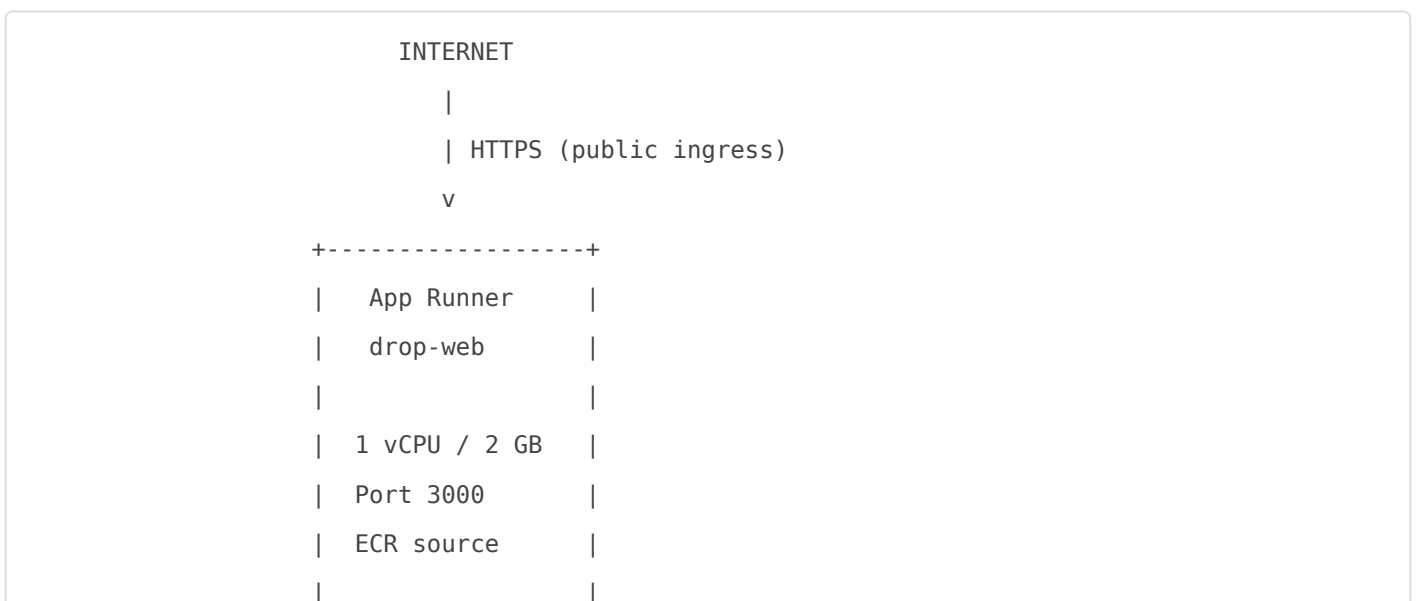 INTERNET
|
| HTTPS (public ingress)
v
+------------------+
| App Runner |
| drop-web |
| |
| 1 vCPU / 2 GB |
| Port 3000 |
| ECR source |
| |